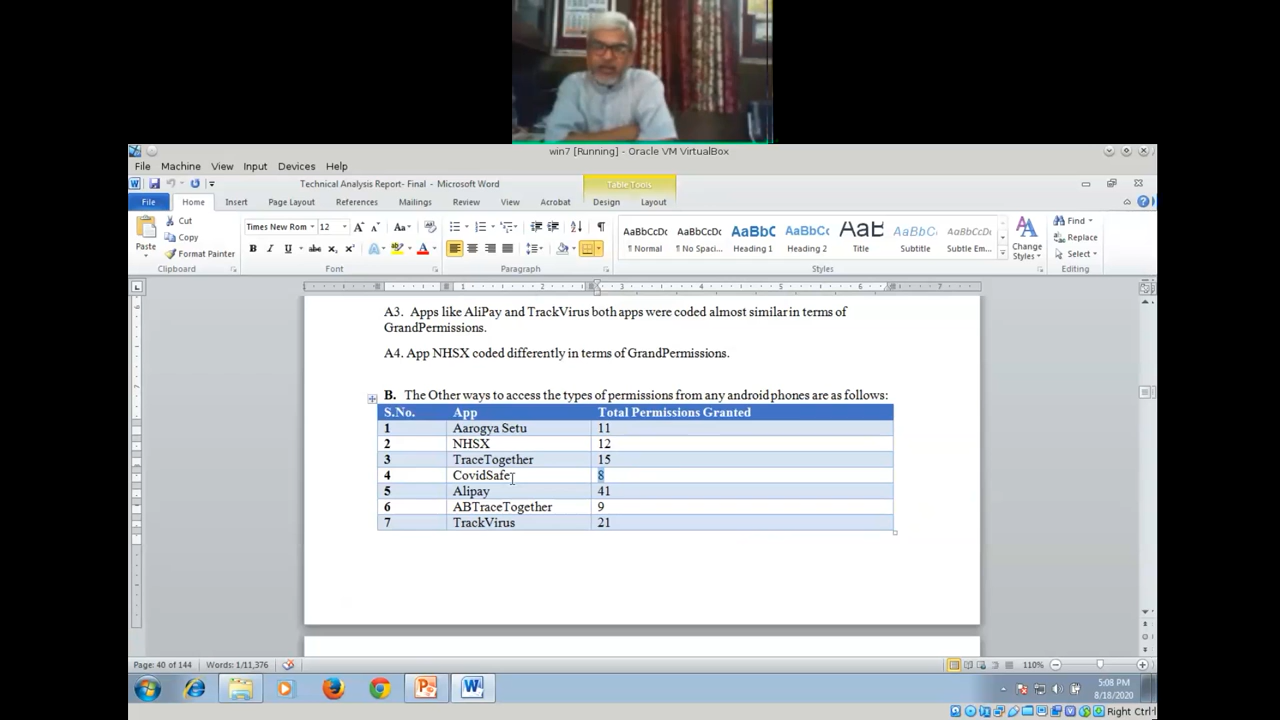 win7 [Running] - Oracle VM VirtualBox
File Machine View Input Devices Help
Technical Analysis Report- Final - Microsoft Word
Table Tools
File Home Insert Page Layout References Mailings Review View Acrobat Design Layout
Paste
Cut
Copy
Format Painter
Clipboard
Times New Rom 12
Font
Paragraph
AaBbCcDc AaBbCcDc AaBbC AaBbCc AaB AaBbCcD AaBbCcDc
¶ Normal ¶ No Spaci... Heading 1 Heading 2 Title Subtitle Subtle Em...
Change Styles
Styles
Find
Replace
Select
Editing
A3. Apps like AliPay and TrackVirus both apps were coded almost similar in terms of
GrandPermissions.
A4. App NHSX coded differently in terms of GrandPermissions.
B. The Other ways to access the types of permissions from any android phones are as follows:
S.No. App Total Permissions Granted
1 Aarogya Setu 11
2 NHSX 12
3 TraceTogether 15
4 CovidSafe 8
5 Alipay 41
6 ABTraceTogether 9
7 TrackVirus 21
Page: 40 of 144 Words: 1/11,376 110%
5:08 PM
8/18/2020
Right Ctrl